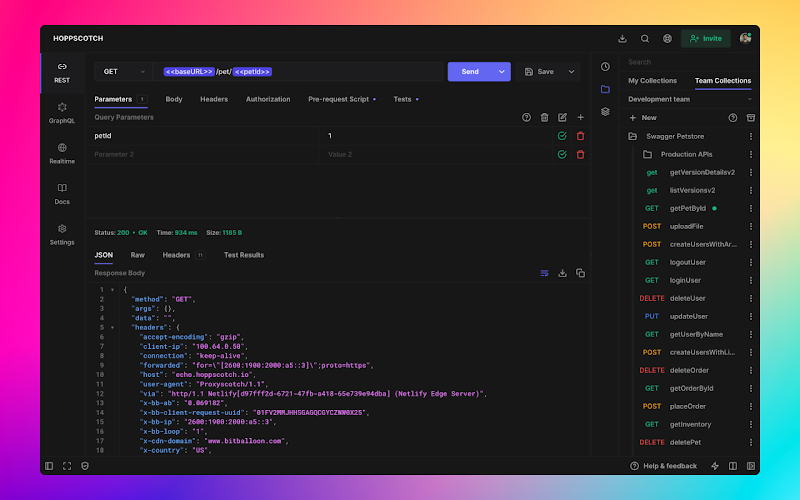 HOPPSCOTCH
Invite
REST
GraphQL
Realtime
Docs
Settings
GET
<<baseURL>>/pet/<<petId>>
Send
Save
Parameters 1 Body Headers Authorization Pre-request Script • Tests •
Query Parameters
petId 1
Parameter 2 Value 2
Status: 200 • OK Time: 934 ms Size: 1185 B
JSON Raw Headers 11 Test Results
Response Body
1 {
2 "method": "GET",
3 "args": {},
4 "data": "",
5 "headers": {
6 "accept-encoding": "gzip",
7 "client-ip": "100.64.0.50",
8 "connection": "keep-alive",
9 "forwarded": "for=\"[2600:1900:2000:a5::3]\";proto=https",
10 "host": "echo.hoppscotch.io",
11 "user-agent": "Proxyscotch/1.1",
12 "via": "http/1.1 Netlify[d97fff2d-6721-47fb-a418-65e739e94dba] (Netlify Edge Server)",
13 "x-bb-ab": "0.069182",
14 "x-bb-client-request-uuid":
15 "x-bb-ip": "2600:1900:2000:a5::3",
16 "x-bb-loop": "1",
17 "x-cdn-domain": "www.bitballoon.com",
18 "x-country": "US",
Search
My Collections Team Collections
Development team
New
Swagger Petstore
Production APIs
get getVersionDetailsv2
get listVersionsv2
GET getPetById
POST uploadFile
POST createUsersWithAr...
GET logoutUser
GET loginUser
DELETE deleteUser
PUT updateUser
GET getUserByName
POST createUsersWithLi...
DELETE deleteOrder
GET getOrderById
POST placeOrder
GET getInventory
DELETE deletePet
Help & feedback